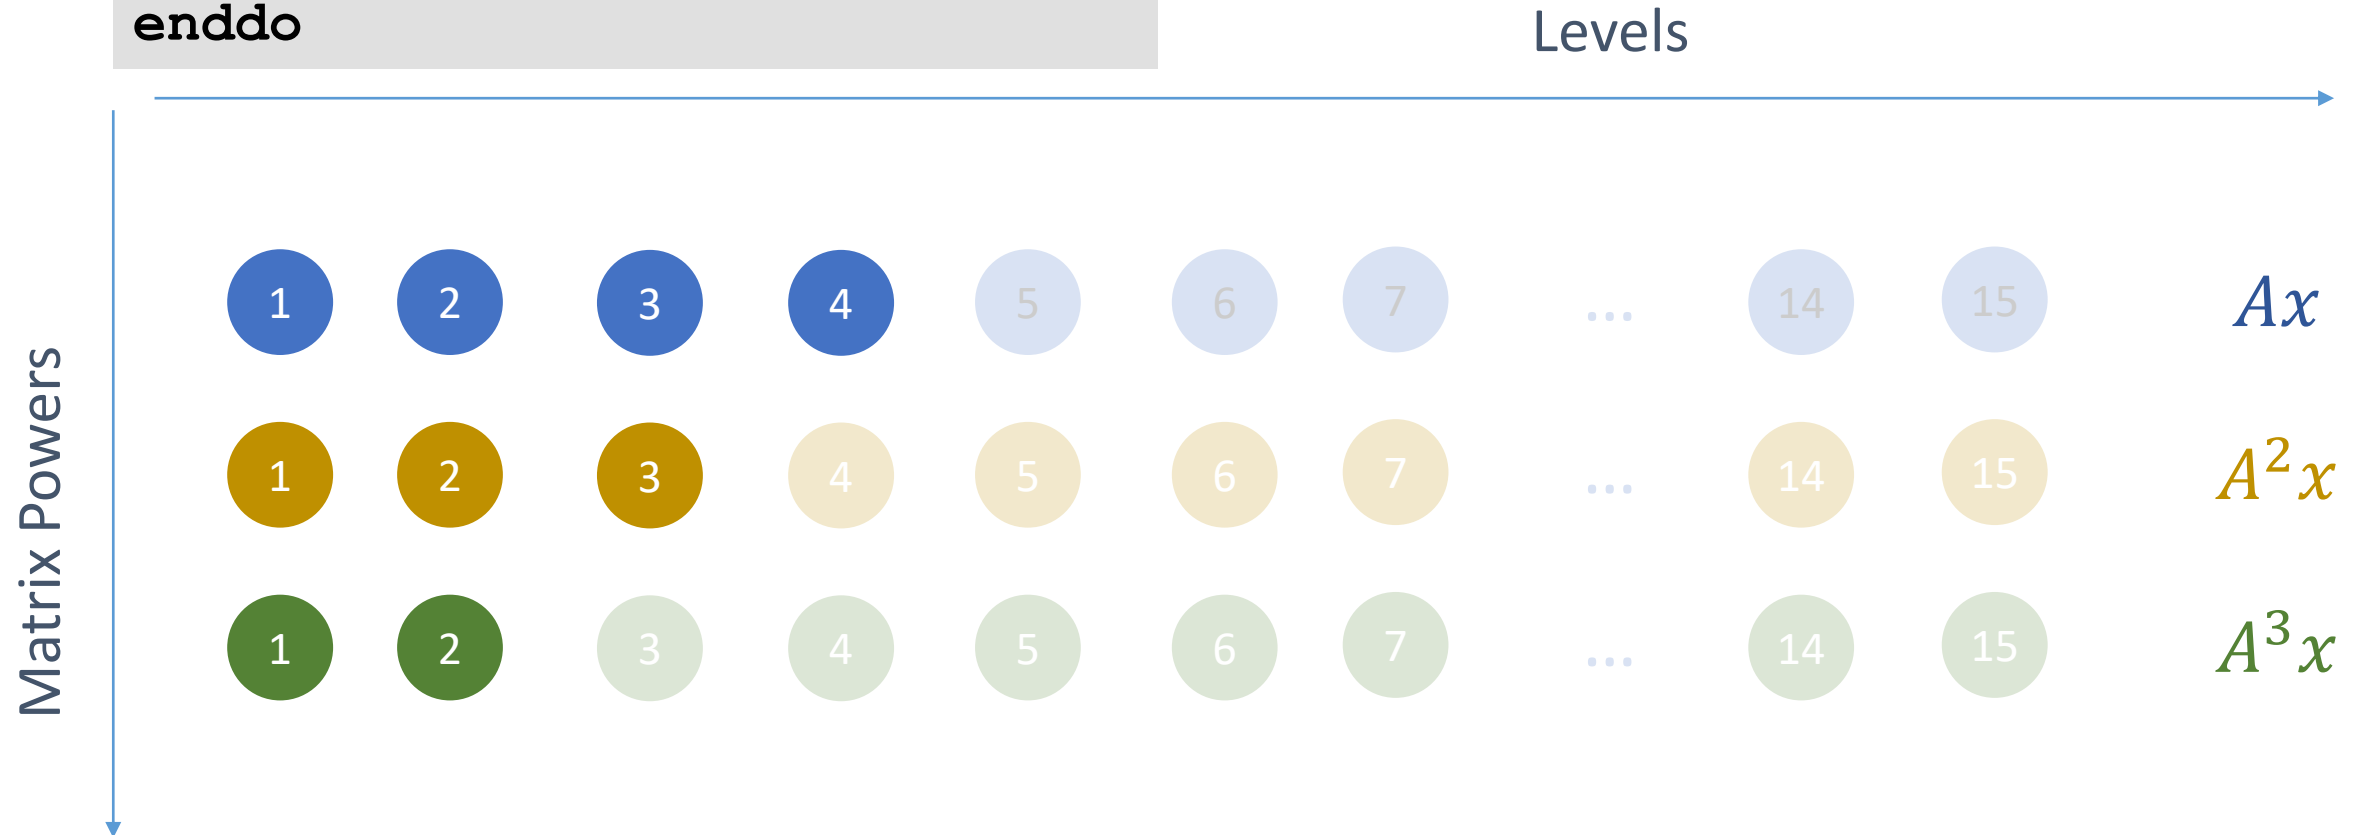 enddo
Levels
Matrix Powers
1 2 3 4 5 6 7 ... 14 15 Ax
1 2 3 4 5 6 7 ... 14 15 A²x
1 2 3 4 5 6 7 ... 14 15 A³x